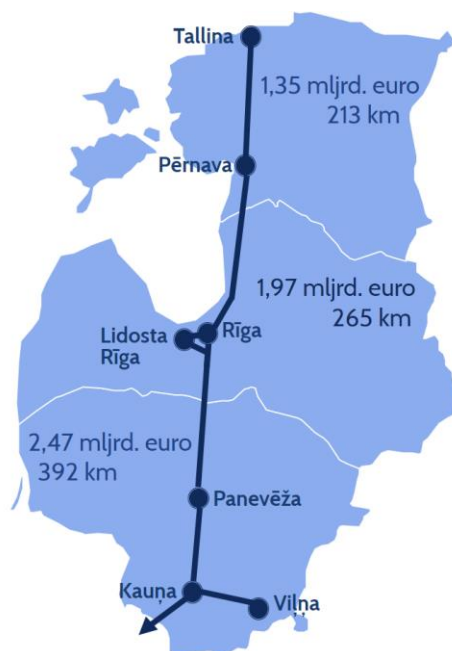 Tallina
1,35 mljrd. euro
213 km
Pērnava
1,97 mljrd. euro
265 km
Lidosta
Rīga
Rīga
2,47 mljrd. euro
392 km
Panevēža
Kauņa
Viļņa